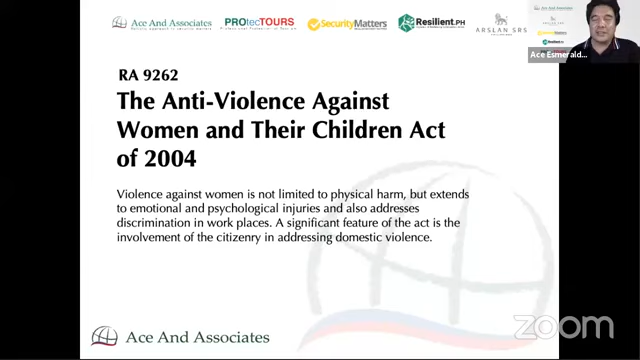 Ace And Associates
PROtecTOURS
SecurityMatters
Resilient.PH
ARSLAN SRS
Ace Esmerald...
RA 9262
The Anti-Violence Against
Women and Their Children Act
of 2004
Violence against women is not limited to physical harm, but extends
to emotional and psychological injuries and also addresses
discrimination in work places. A significant feature of the act is the
involvement of the citizenry in addressing domestic violence.
Ace And Associates
zoom